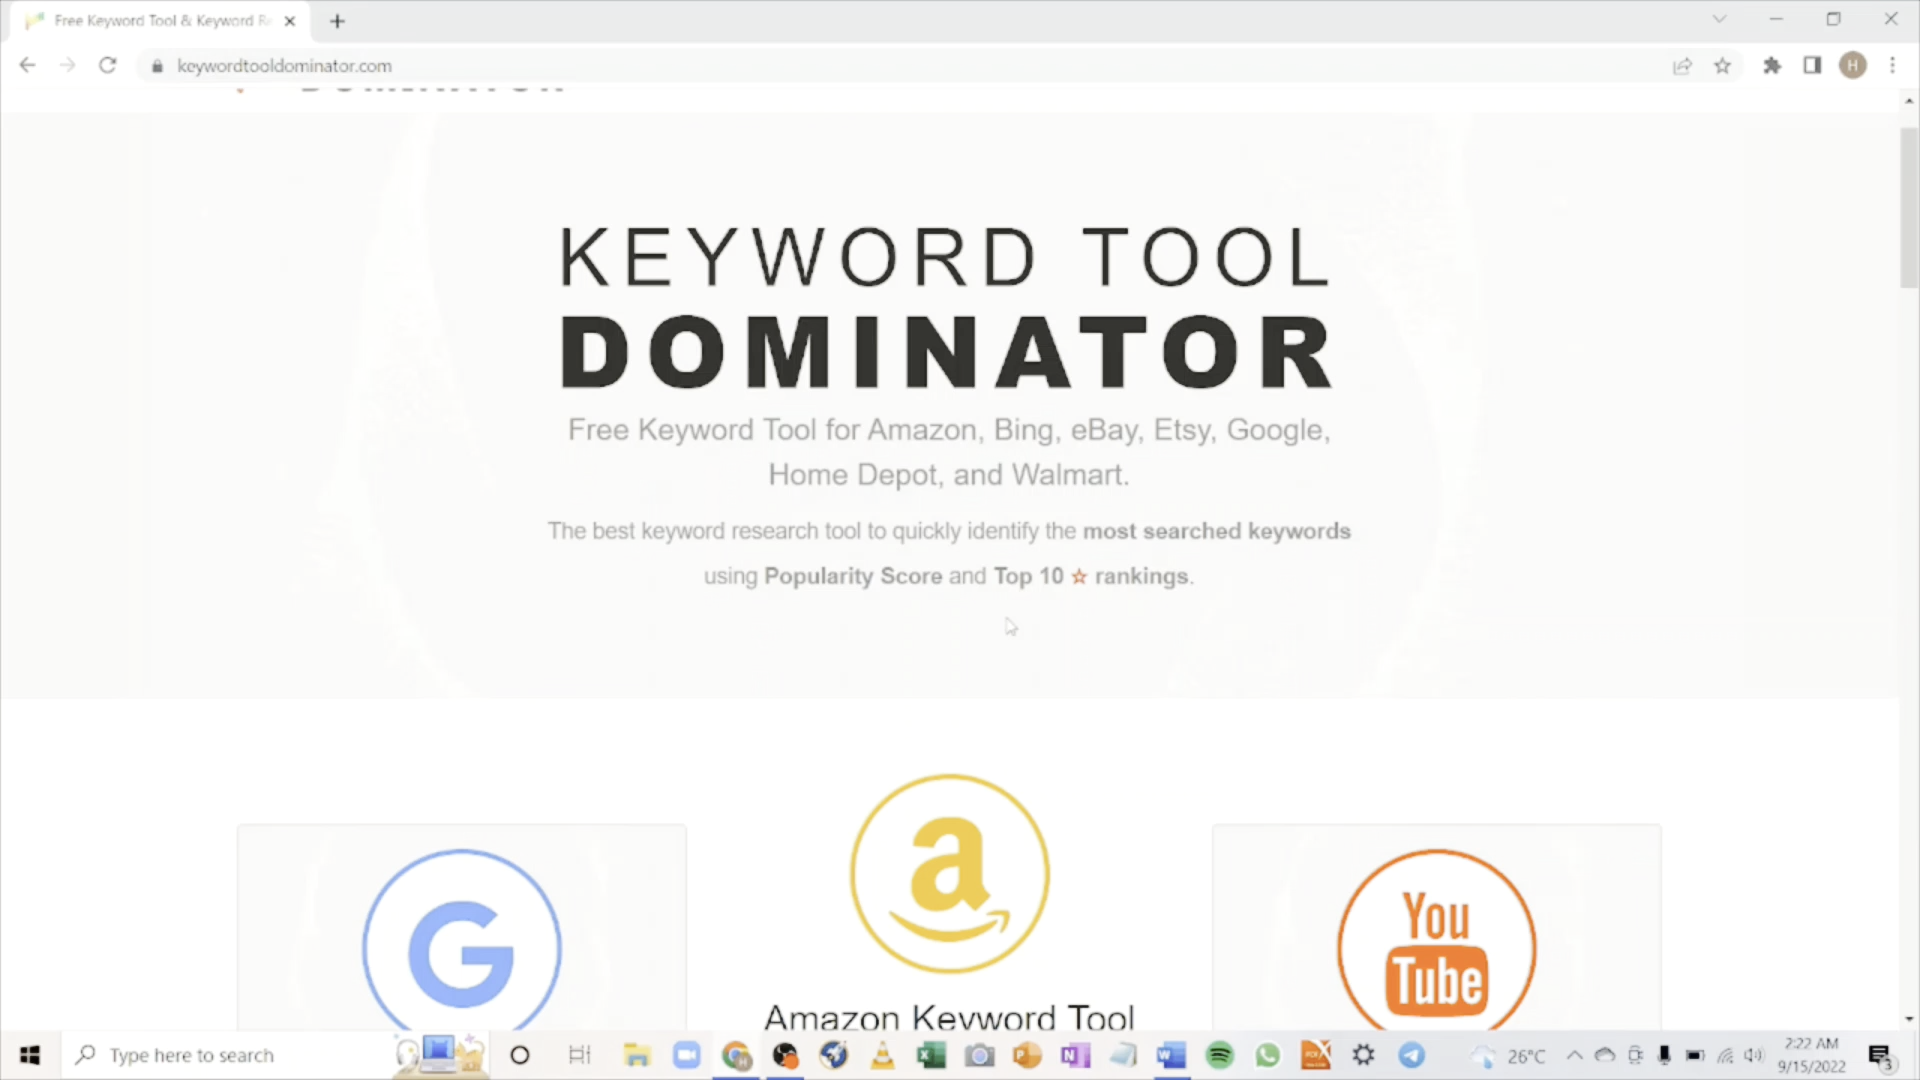 Free Keyword Tool & Keyword Re
keywordtooldominator.com
H
KEYWORD TOOL
DOMINATOR
Free Keyword Tool for Amazon, Bing, eBay, Etsy, Google,
Home Depot, and Walmart.
The best keyword research tool to quickly identify the most searched keywords
using Popularity Score and Top 10 ☆ rankings.
G
a
You
Tube
Amazon Keyword Tool
Type here to search
26°C
2:22 AM
9/15/2022
3